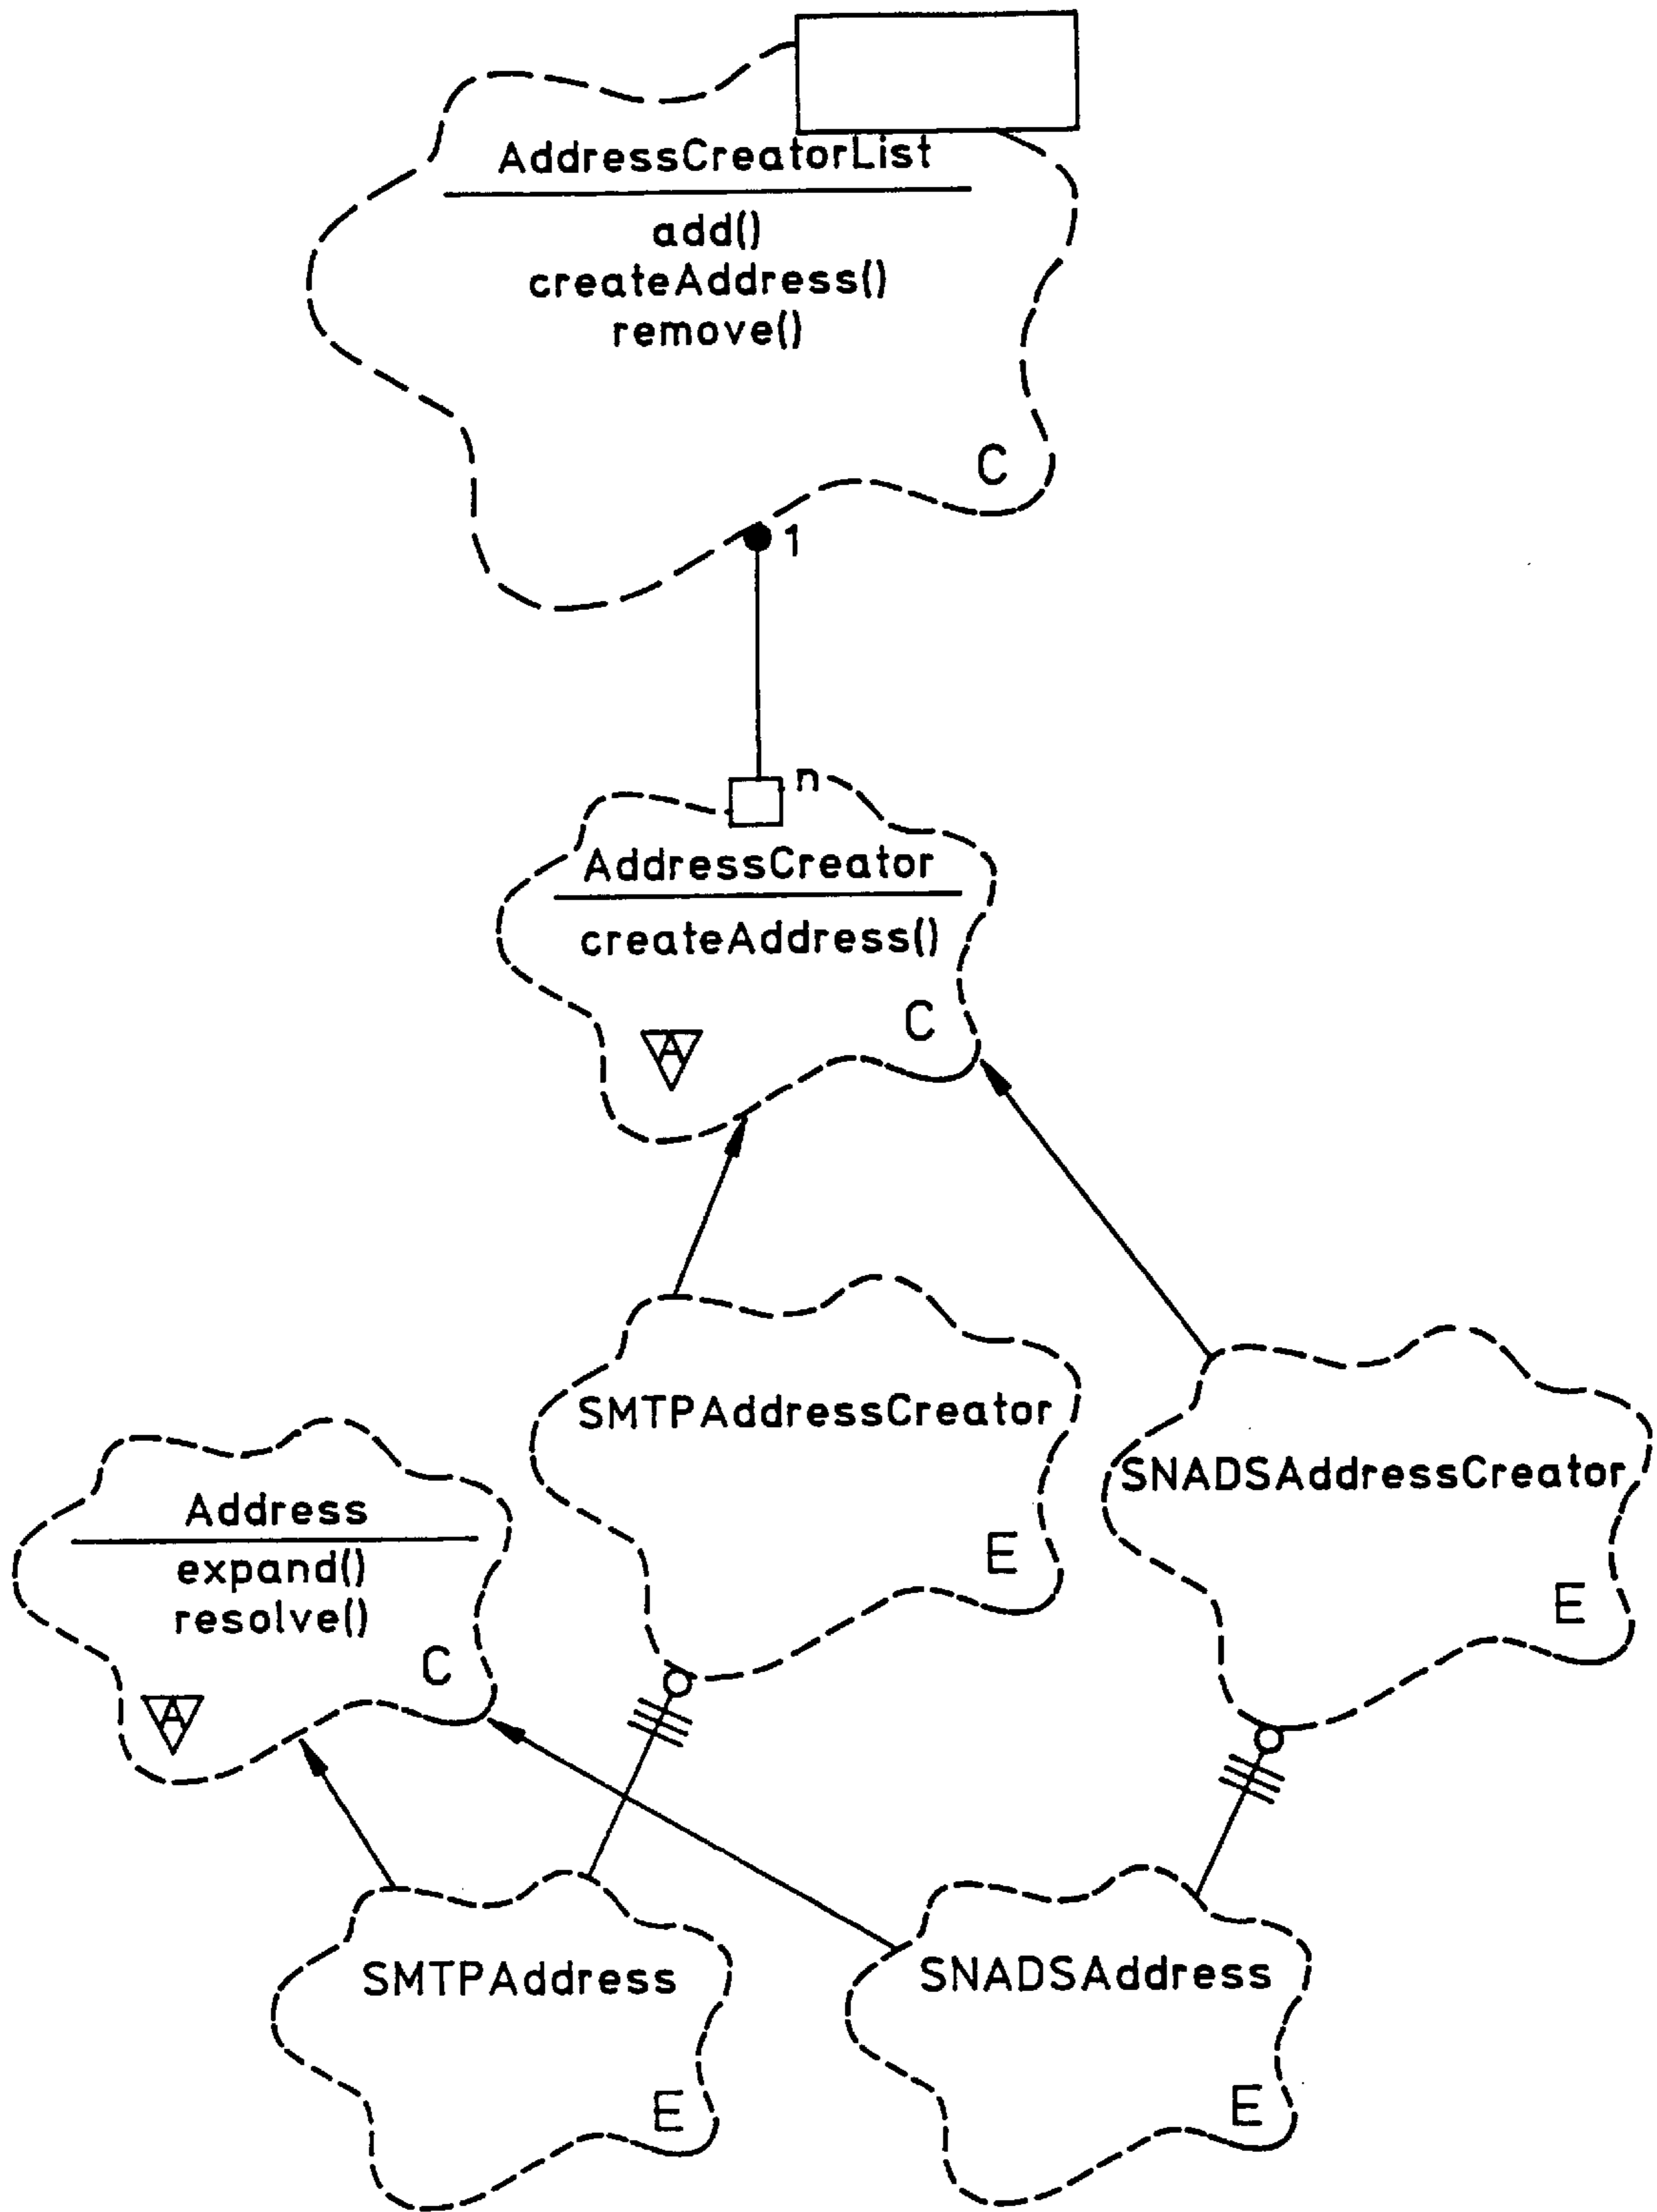 AddressCreatorList
add()
createAddress()
remove()
C
1
n
AddressCreator
createAddress()
C
A
SMTPAddressCreator
E
SNADSAddressCreator
E
Address
expand()
resolve()
C
A
SMTPAddress
E
SNADSAddress
E